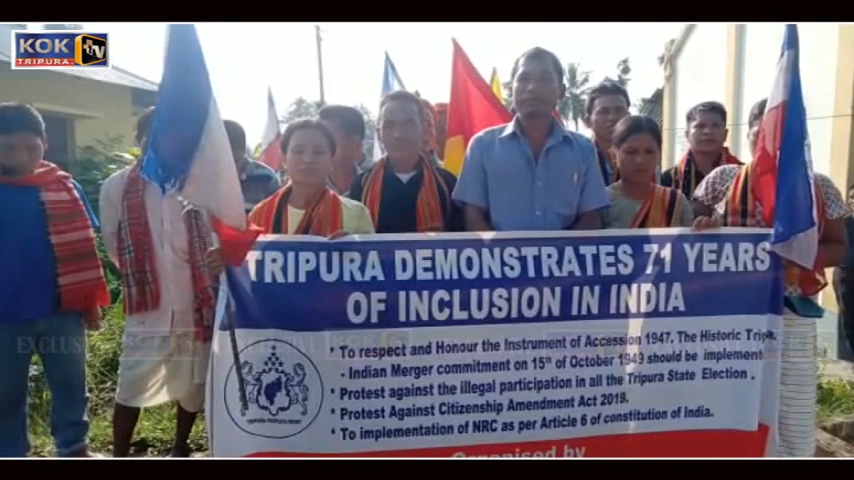 KOK tv
TRIPURA
TRIPURA DEMONSTRATES 71 YEARS
OF INCLUSION IN INDIA
* To respect and Honour the Instrument of Accession 1947. The Historic
- Indian Merger commitment on 15th of October 1949 should be
* Protest against the illegal participation in all the Tripura State Election.
* Protest Against Citizenship Amendment Act 2019.
* To implementation of NRC as per Article 6 of constitution of India.
TRIPURA PEOPLES FRONT
Organised by